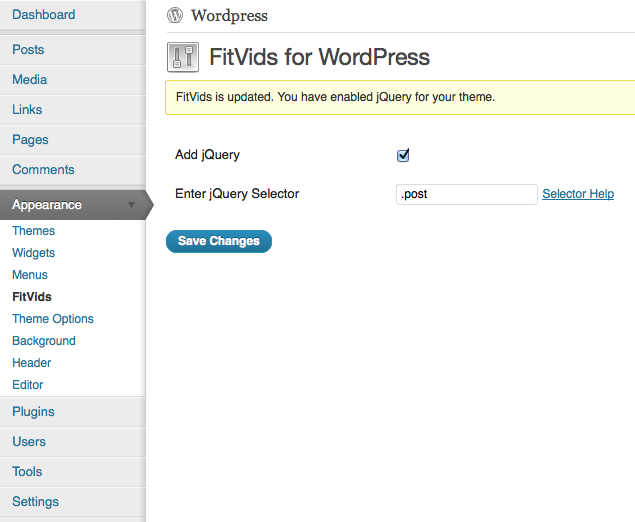 Dashboard
Posts
Media
Links
Pages
Comments
Appearance
Themes
Widgets
Menus
FitVids
Theme Options
Background
Header
Editor
Plugins
Users
Tools
Settings
Wordpress
FitVids for WordPress
FitVids is updated. You have enabled jQuery for your theme.
Add jQuery
Enter jQuery Selector .post Selector Help
Save Changes